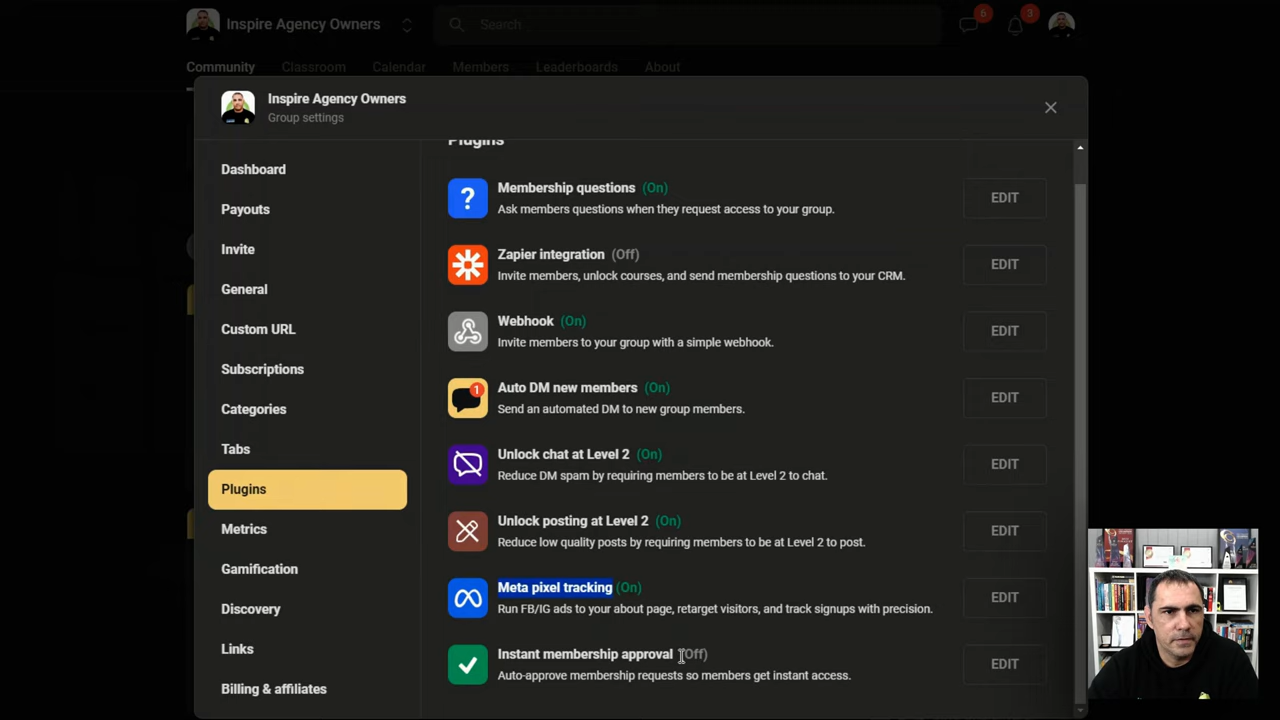 Inspire Agency Owners
Search...
6
3
Community
Classroom
Calendar
Members
Leaderboards
About
Inspire Agency Owners
Group settings
Dashboard
Payouts
Invite
General
Custom URL
Subscriptions
Categories
Tabs
Plugins
Metrics
Gamification
Discovery
Links
Billing & affiliates
Plugins
?
Membership questions (On)
Ask members questions when they request access to your group.
EDIT
Zapier integration (Off)
Invite members, unlock courses, and send membership questions to your CRM.
EDIT
Webhook (On)
Invite members to your group with a simple webhook.
EDIT
1
Auto DM new members (On)
Send an automated DM to new group members.
EDIT
Unlock chat at Level 2 (On)
Reduce DM spam by requiring members to be at Level 2 to chat.
EDIT
Unlock posting at Level 2 (On)
Reduce low quality posts by requiring members to be at Level 2 to post.
EDIT
Meta pixel tracking (On)
Run FB/IG ads to your about page, retarget visitors, and track signups with precision.
EDIT
Instant membership approval (Off)
Auto-approve membership requests so members get instant access.
EDIT